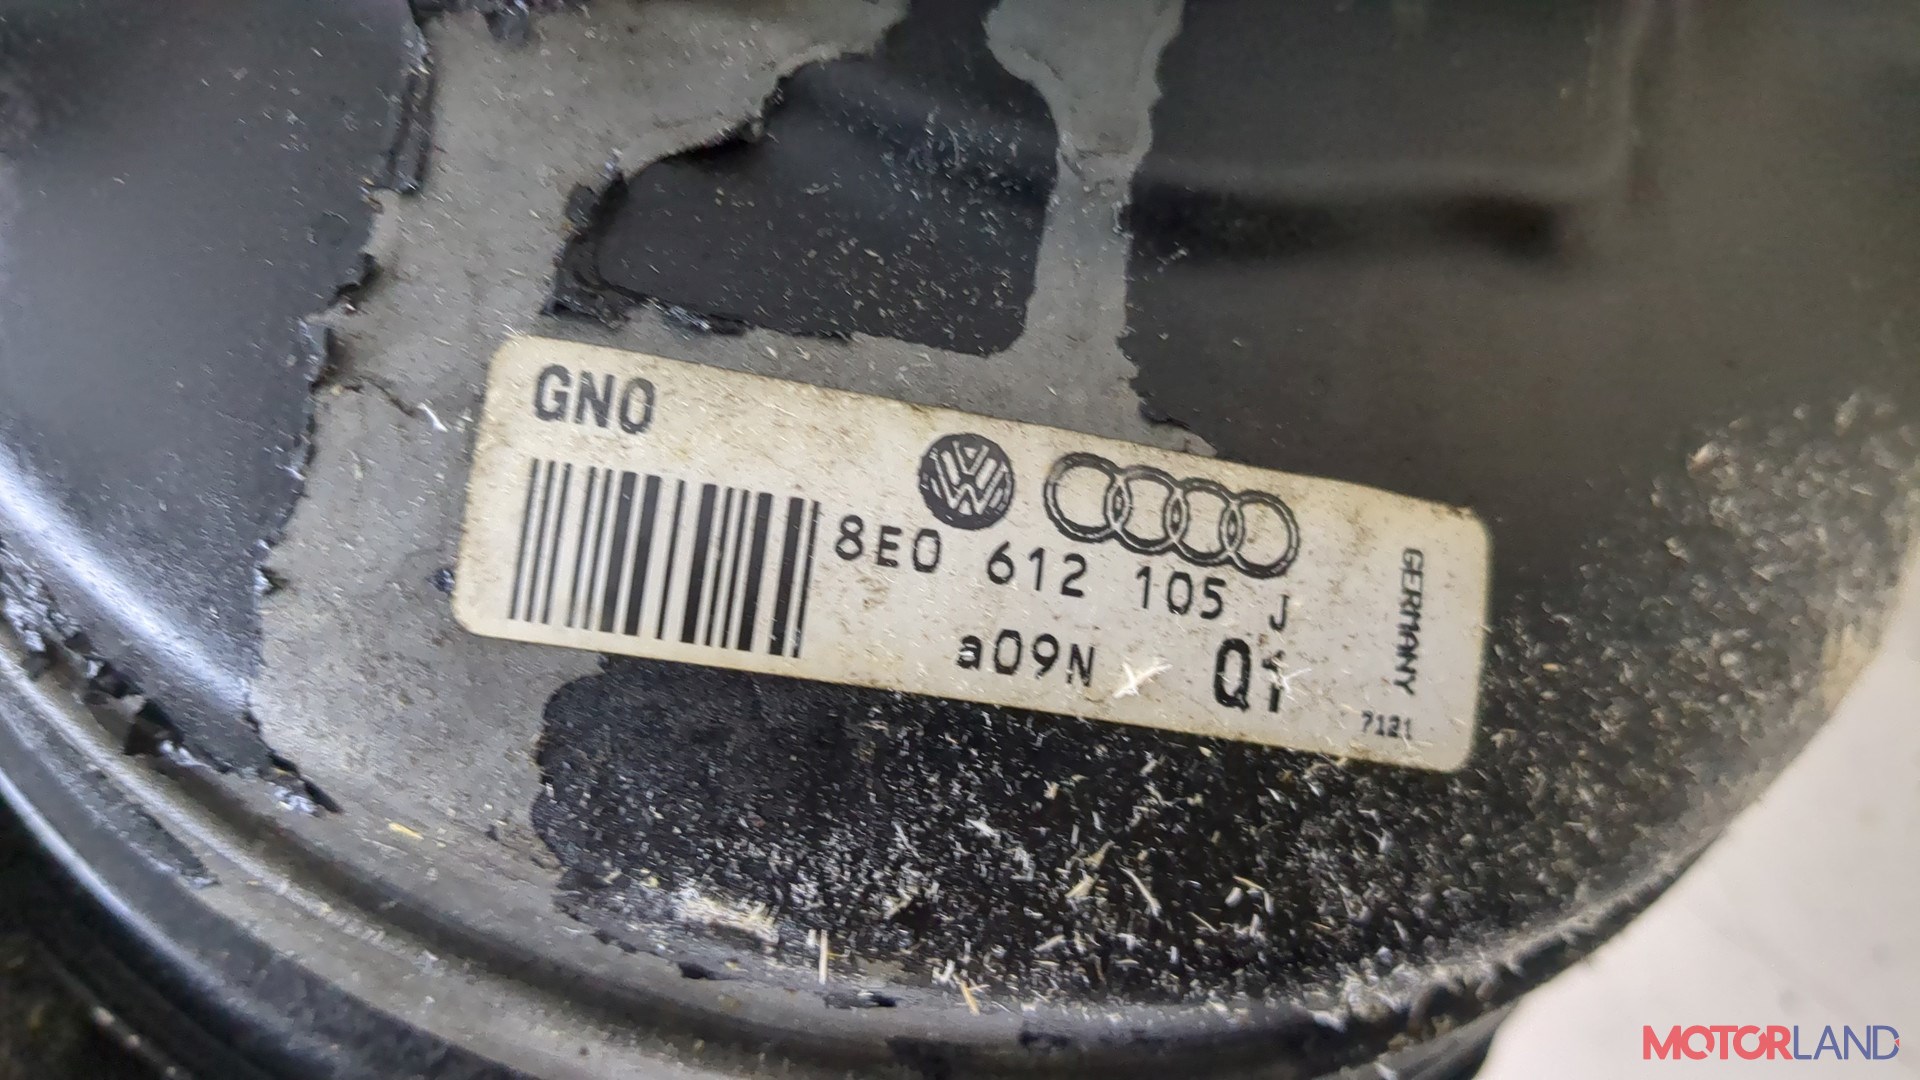 GNO
8E0 612 105 J
a09N Q1
GERMANY
7121
MOTORLAND